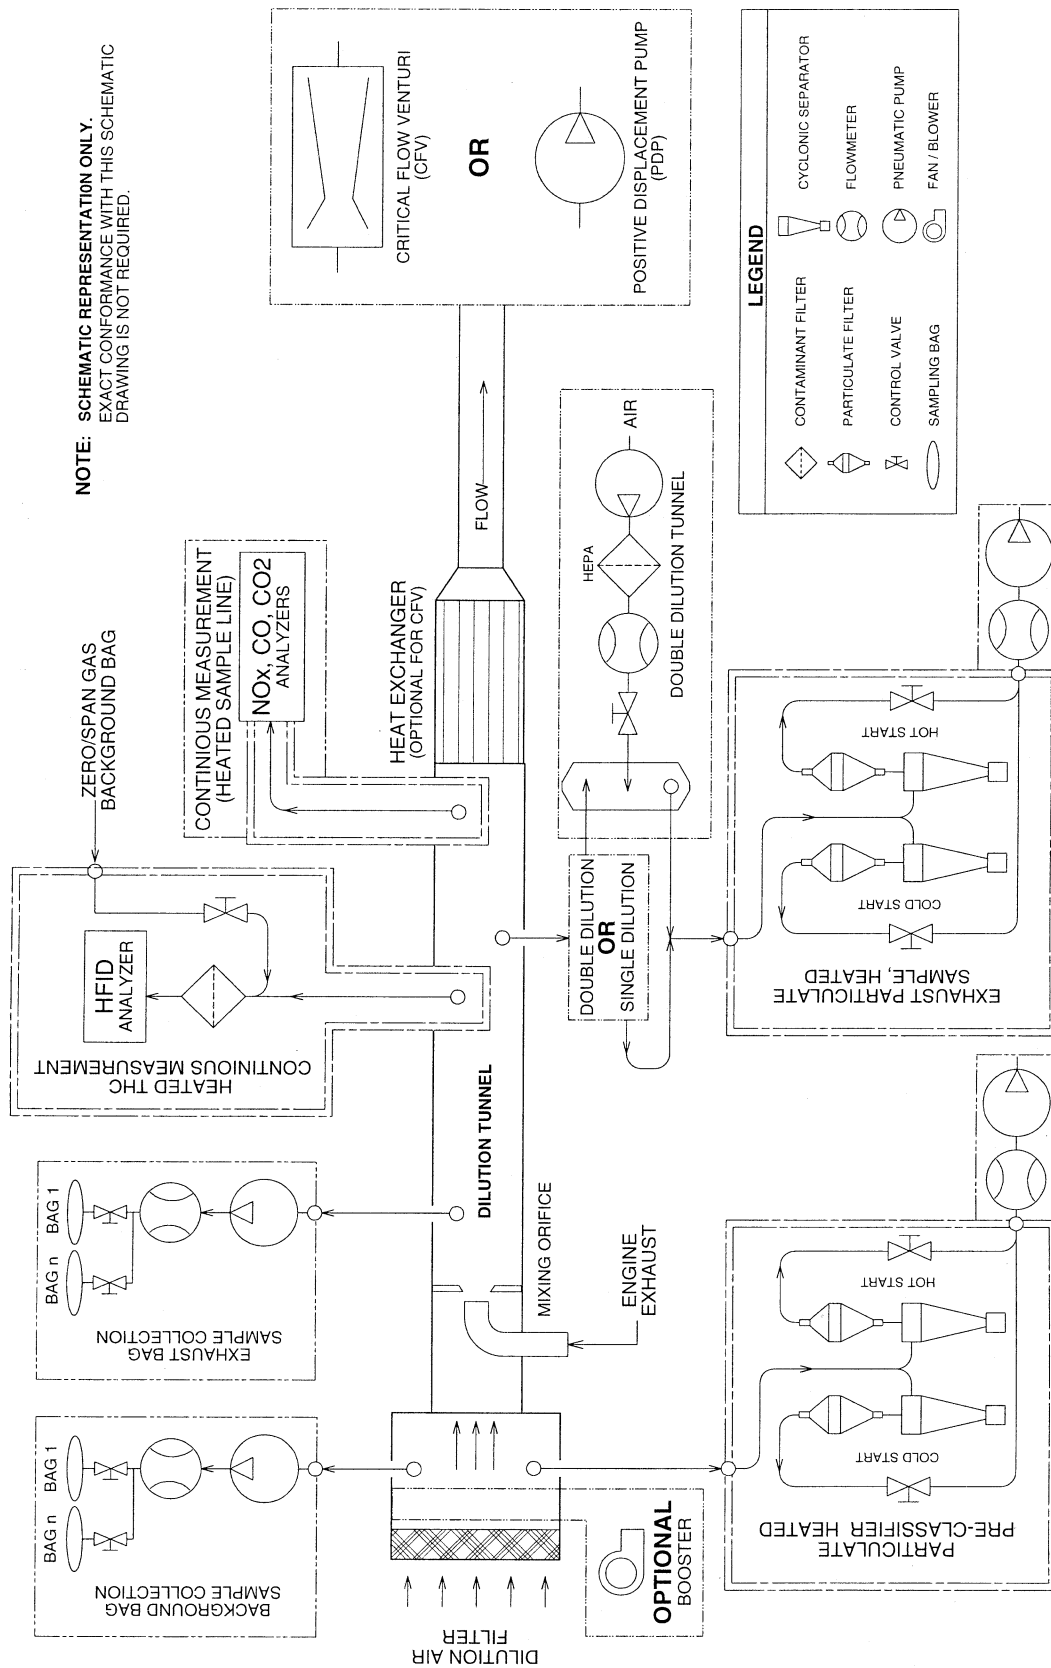 NOTE: SCHEMATIC REPRESENTATION ONLY.
EXACT CONFORMANCE WITH THIS SCHEMATIC
DRAWING IS NOT REQUIRED.
BACKGROUND BAG
SAMPLE COLLECTION
BAG n
BAG 1
EXHAUST BAG
SAMPLE COLLECTION
BAG n
BAG 1
HEATED THC
CONTINIOUS MEASUREMENT
HFID
ANALYZER
ZERO/SPAN GAS
BACKGROUND BAG
CONTINIOUS MEASUREMENT
(HEATED SAMPLE LINE)
NOx, CO, CO2
ANALYZERS
HEAT EXCHANGER
(OPTIONAL FOR CFV)
CRITICAL FLOW VENTURI
(CFV)
OR
POSITIVE DISPLACEMENT PUMP
(PDP)
FLOW
DILUTION AIR
FILTER
OPTIONAL
BOOSTER
ENGINE
EXHAUST
MIXING ORIFICE
DILUTION TUNNEL
DOUBLE DILUTION
OR
SINGLE DILUTION
HEPA
AIR
DOUBLE DILUTION TUNNEL
PARTICULATE
PRE-CLASSIFIER HEATED
COLD START
HOT START
EXHAUST PARTICULATE
SAMPLE, HEATED
COLD START
HOT START
LEGEND
CONTAMINANT FILTER
CYCLONIC SEPARATOR
PARTICULATE FILTER
FLOWMETER
CONTROL VALVE
PNEUMATIC PUMP
SAMPLING BAG
FAN / BLOWER